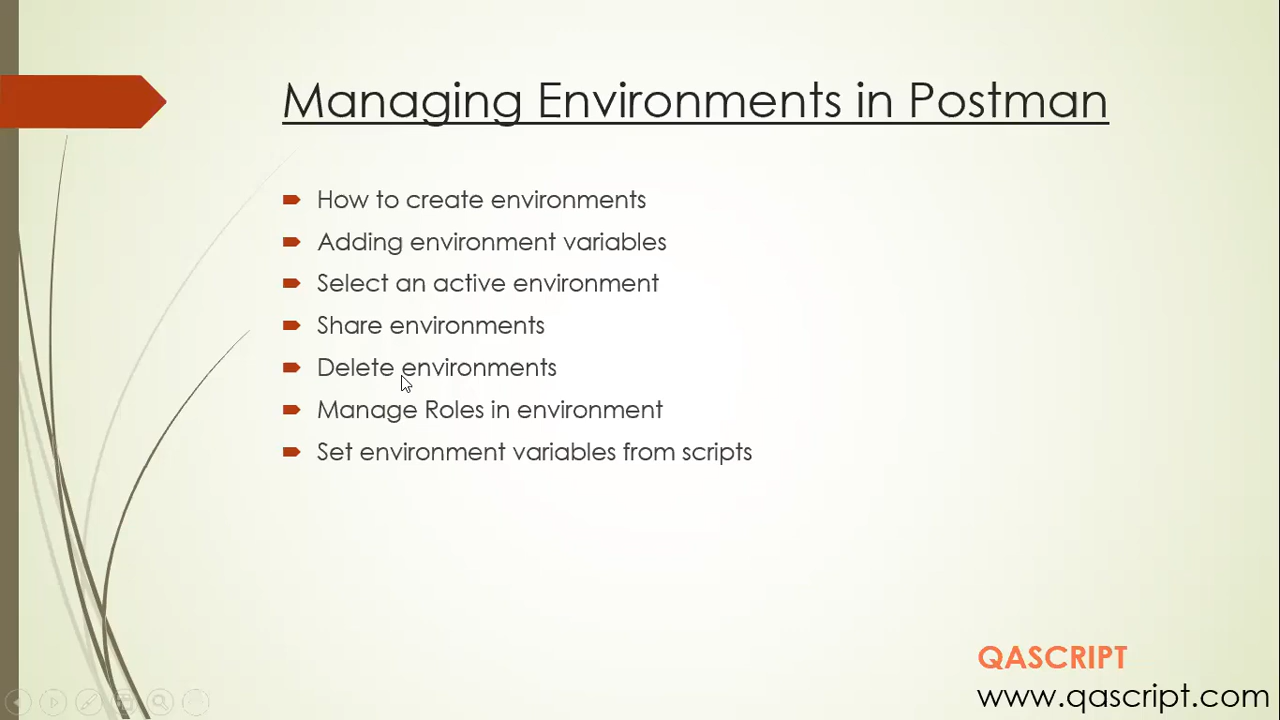 Managing Environments in Postman
How to create environments
Adding environment variables
Select an active environment
Share environments
Delete environments
Manage Roles in environment
Set environment variables from scripts
QASCRIPT
www.qascript.com